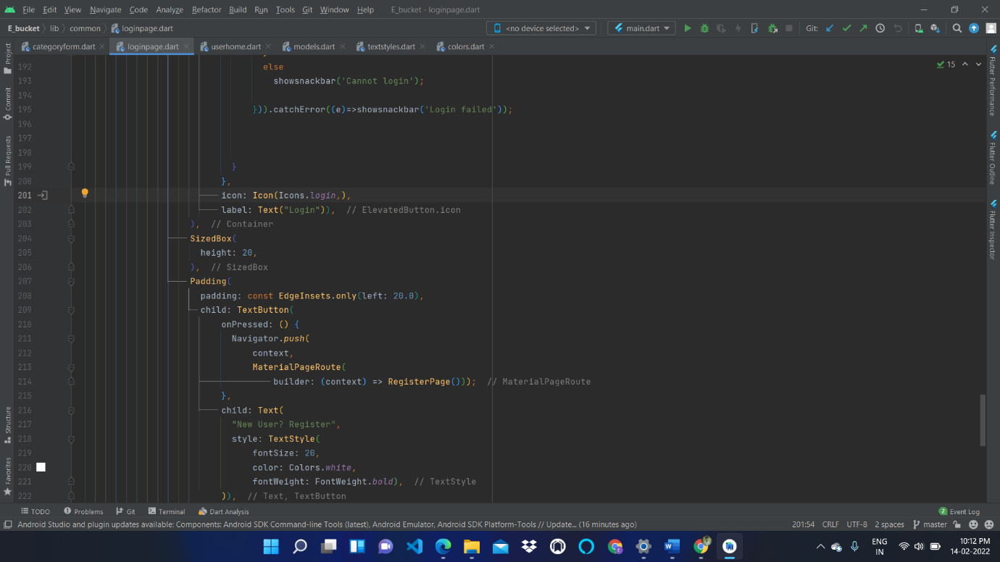 File Edit View Navigate Code Analyze Refactor Build Run Tools Git Window Help E_bucket - loginpage.dart
E_bucket lib common loginpage.dart <no device selected> main.dart Git:
categoryform.dart loginpage.dart userhome.dart models.dart textstyles.dart colors.dart
Project
Commit
Pull Requests
Structure
Favorites
15
192 else
193 showsnackbar('Cannot login');
194
195 })).catchError((e)=>showsnackbar('Login failed'));
196
197
198
199 }
200 },
201 icon: Icon(Icons.login,),
202 label: Text("Login")), // ElevatedButton.icon
203 ), // Container
204 SizedBox(
205 height: 20,
206 ), // SizedBox
207 Padding(
208 padding: const EdgeInsets.only(left: 20.0),
209 child: TextButton(
210 onPressed: () {
211 Navigator.push(
212 context,
213 MaterialPageRoute(
214 builder: (context) => RegisterPage())); // MaterialPageRoute
215 },
216 child: Text(
217 "New User? Register",
218 style: TextStyle(
219 fontSize: 20,
220 color: Colors.white,
221 fontWeight: FontWeight.bold), // TextStyle
222 )), // Text, TextButton
Flutter Performance
Flutter Outline
Flutter Inspector
TODO Problems Git Terminal Dart Analysis 2 Event Log
Android Studio and plugin updates available: Components: Android SDK Command-line Tools (latest), Android Emulator, Android SDK Platform-Tools // Update... (16 minutes ago) 201:54 CRLF UTF-8 2 spaces master
ENG
IN
10:12 PM
14-02-2022